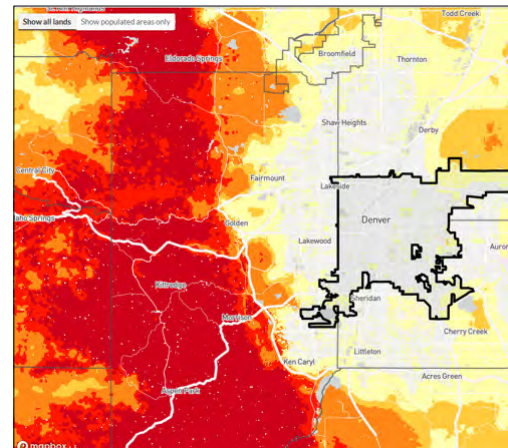 Show all lands
Show populated areas only
Todd Creek
Eldorado Springs
Broomfield
Thornton
Shaw Heights
Derby
Central City
Fairmount
Lakeside
Idaho Springs
Golden
Denver
Lakewood
Auror
Kittredge
Sheridan
Morrison
Cherry Creek
Littleton
Ken Caryl
Acres Green
Aspen Park
mapbox